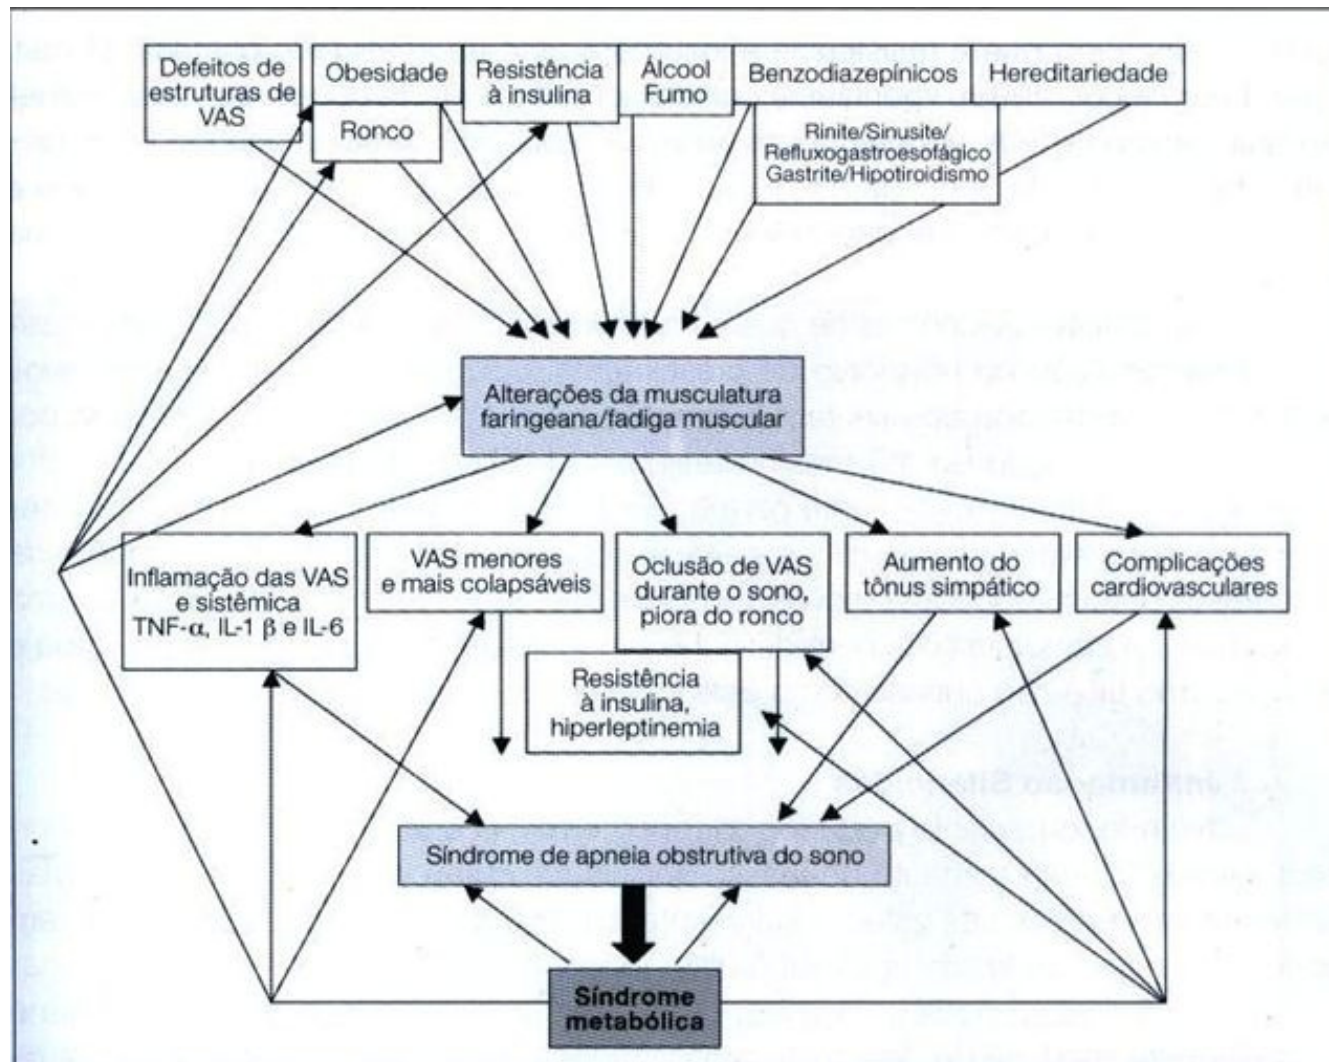 Defeitos de
estruturas de
VAS
Obesidade
Ronco
Resistência
à insulina
Álcool
Fumo
Benzodiazepínicos
Rinite/Sinusite/
Refluxogastroesofágico
Gastrite/Hipotiroidismo
Hereditariedade
Alterações da musculatura
faringeana/fadiga muscular
Inflamação das VAS
e sistêmica
TNF-α, IL-1 β e IL-6
VAS menores
e mais colapsáveis
Oclusão de VAS
durante o sono,
piora do ronco
Resistência
à insulina,
hiperleptinemia
Aumento do
tônus simpático
Complicações
cardiovasculares
Síndrome de apneia obstrutiva do sono
Síndrome
metabólica